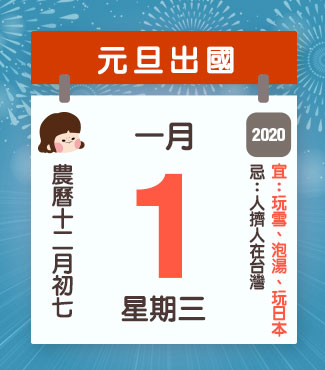 元旦出國
一月
2020
宜：玩雪、泡湯、玩日本
忌：人擠人在台灣
1
農曆十二月初七
星期三